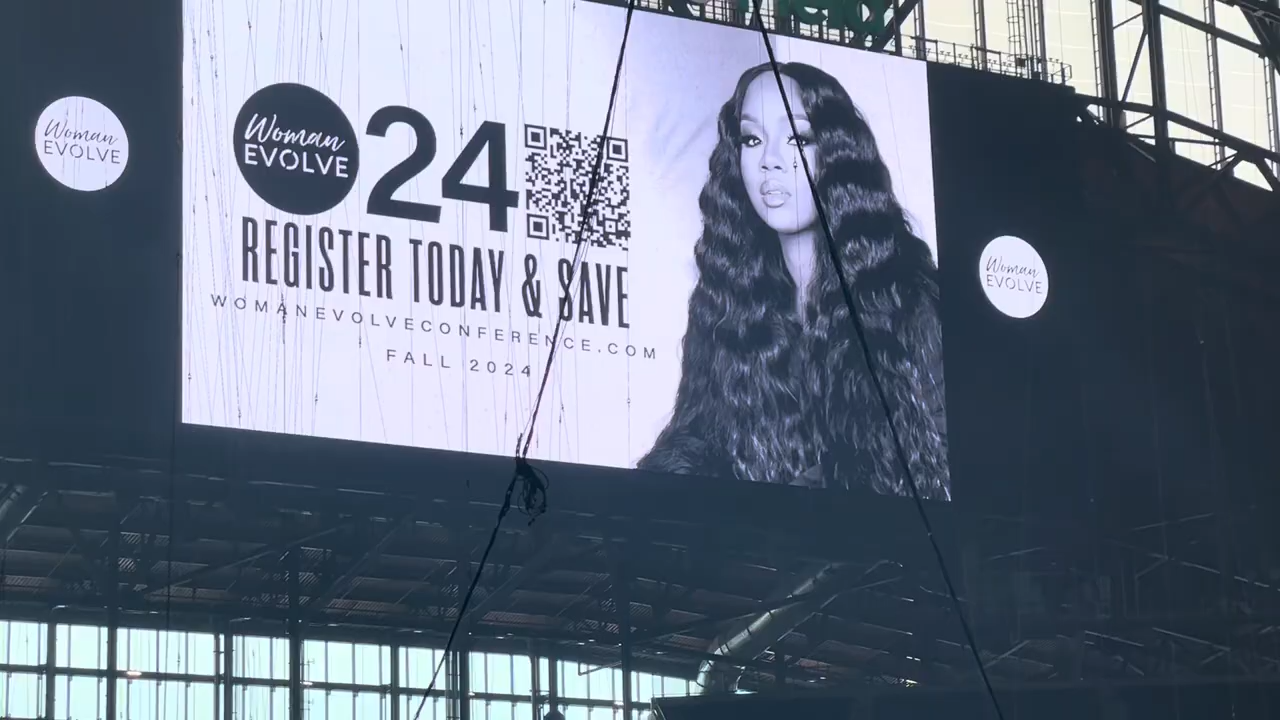 Woman
EVOLVE
Woman
EVOLVE
24
REGISTER TODAY & SAVE
WOMANEVOLVECONFERENCE.COM
FALL 2024
Woman
EVOLVE